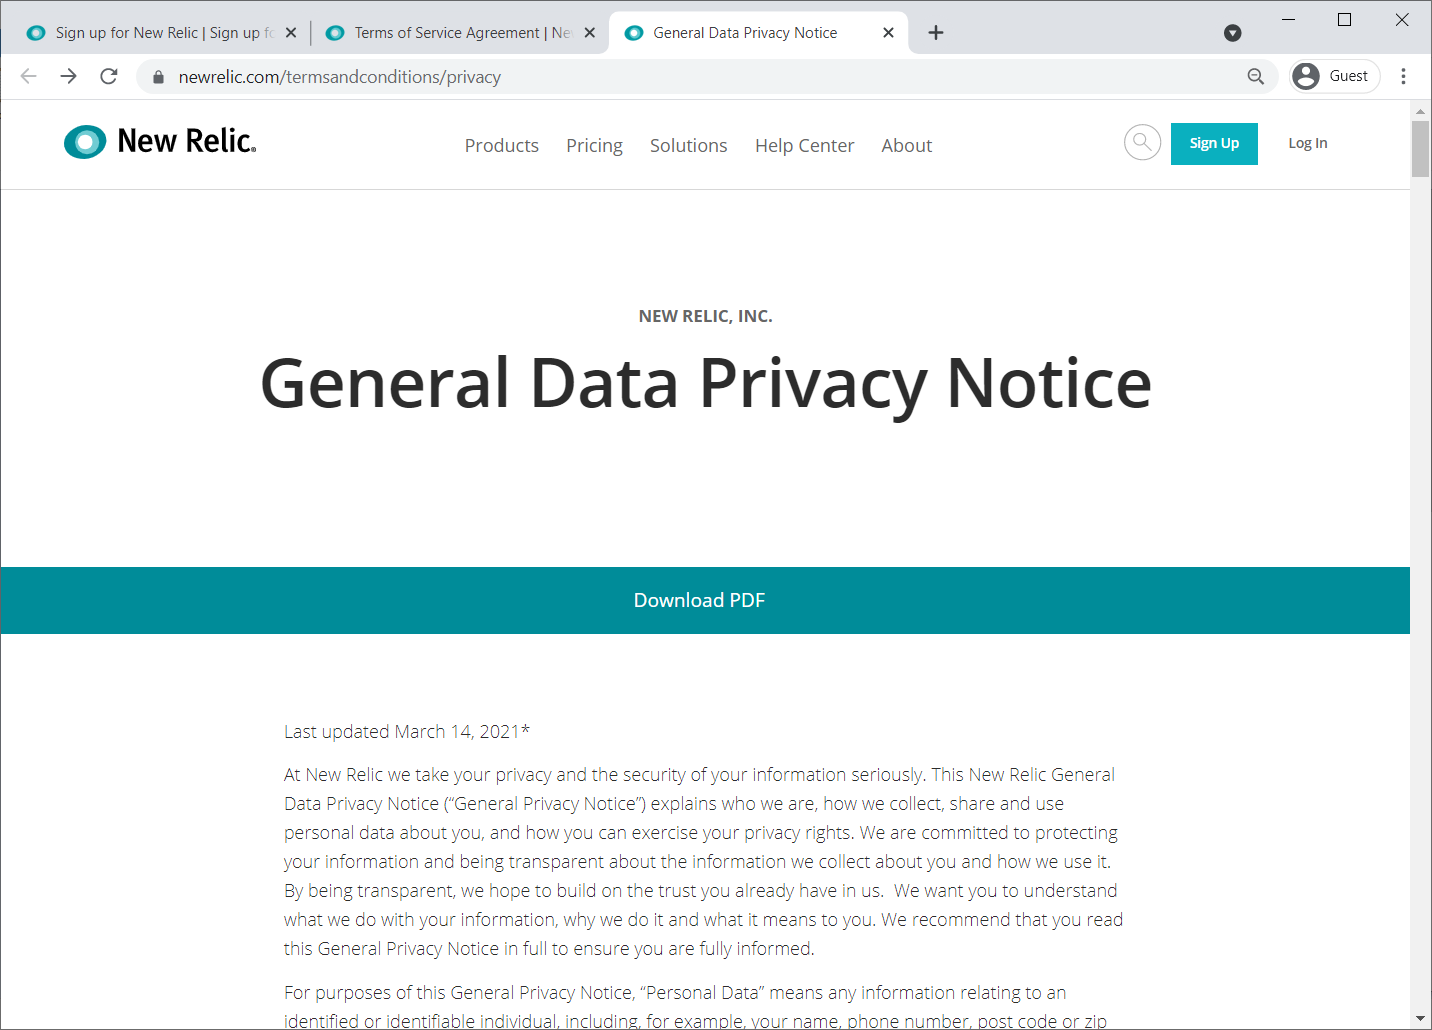 Sign up for New Relic | Sign up fo
Terms of Service Agreement | Ne
General Data Privacy Notice
newrelic.com/termsandconditions/privacy
Guest
New Relic®
Products
Pricing
Solutions
Help Center
About
Sign Up
Log In
NEW RELIC, INC.
General Data Privacy Notice
Download PDF
Last updated March 14, 2021*
At New Relic we take your privacy and the security of your information seriously. This New Relic General
Data Privacy Notice (“General Privacy Notice”) explains who we are, how we collect, share and use
personal data about you, and how you can exercise your privacy rights. We are committed to protecting
your information and being transparent about the information we collect about you and how we use it.
By being transparent, we hope to build on the trust you already have in us.  We want you to understand
what we do with your information, why we do it and what it means to you. We recommend that you read
this General Privacy Notice in full to ensure you are fully informed.
For purposes of this General Privacy Notice, “Personal Data” means any information relating to an
identified or identifiable individual, including, for example, your name, phone number, post code or zip